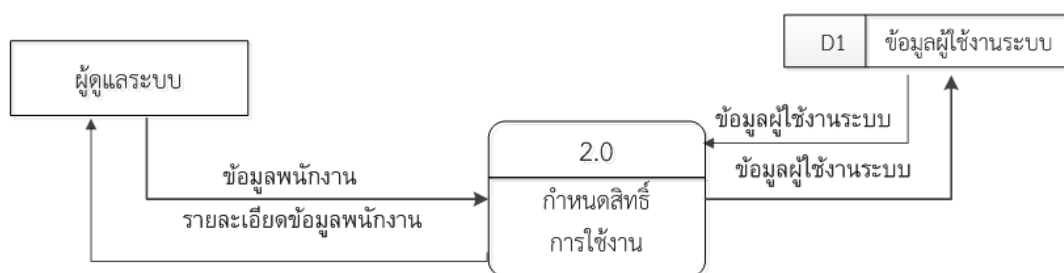 D1 ข้อมูลผู้ใช้งานระบบ
ผู้ดูแลระบบ
ข้อมูลผู้ใช้งานระบบ
2.0
ข้อมูลผู้ใช้งานระบบ
ข้อมูลพนักงาน
กำหนดสิทธิ์
รายละเอียดข้อมูลพนักงาน
การใช้งาน